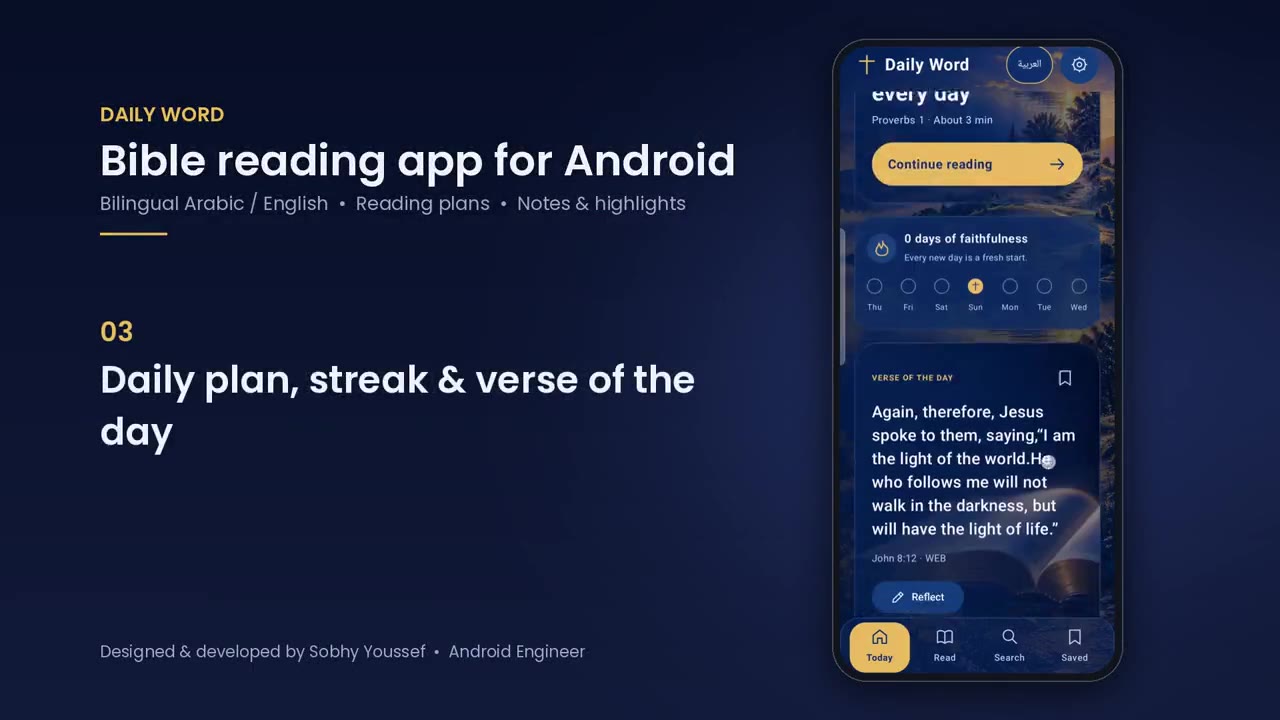 DAILY WORD
Bible reading app for Android
Bilingual Arabic / English • Reading plans • Notes & highlights
03
Daily plan, streak & verse of the
day
Designed & developed by Sobhy Youssef • Android Engineer
Daily Word
العربية
every day
Proverbs 1 · About 3 min
Continue reading
0 days of faithfulness
Every new day is a fresh start.
Thu Fri Sat Sun Mon Tue Wed
VERSE OF THE DAY
Again, therefore, Jesus
spoke to them, saying,“I am
the light of the world.He
who follows me will not
walk in the darkness, but
will have the light of life.”
John 8:12 · WEB
Reflect
Today Read Search Saved